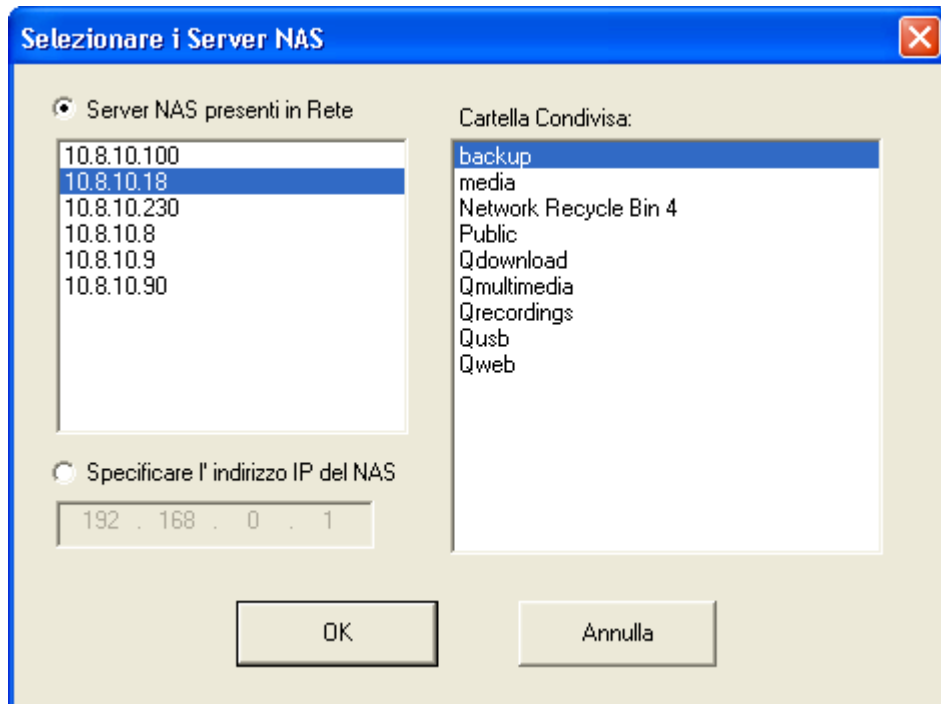 Selezionare i Server NAS
Server NAS presenti in Rete
10.8.10.100
10.8.10.18
10.8.10.230
10.8.10.8
10.8.10.9
10.8.10.90
Specificare l' indirizzo IP del NAS
192 . 168 . 0 . 1
Cartella Condivisa:
backup
media
Network Recycle Bin 4
Public
Qdownload
Qmultimedia
Qrecordings
Qusb
Qweb
OK
Annulla